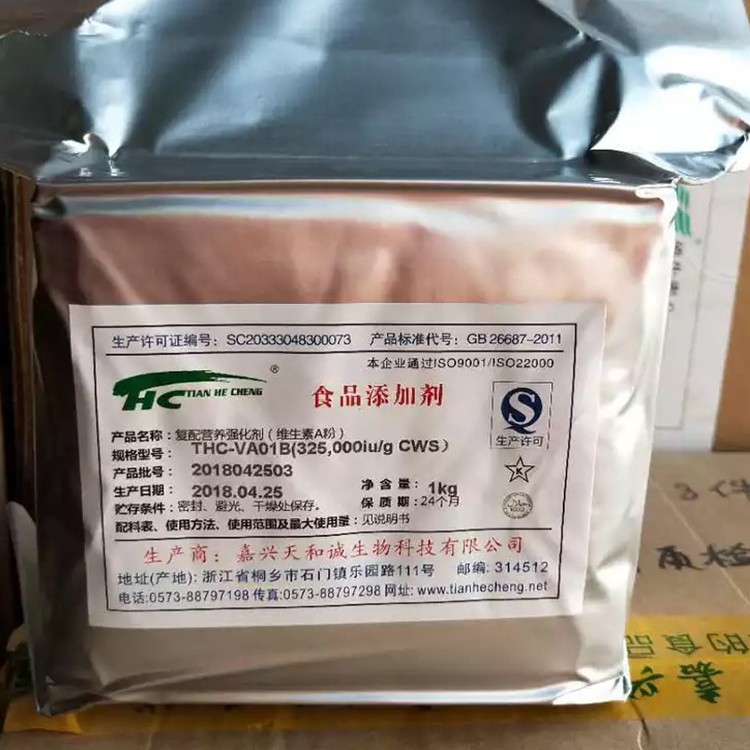 生产许可证编号: SC20333048300073 产品标准代号: GB 26687-2011
本企业通过ISO9001/ISO22000
THC TIAN HE CHENG ®
食品添加剂
S
生产许可
产品名称: 复配营养强化剂 (维生素A粉)
规格型号: THC-VA01B(325,000iu/g CWS)
产品批号: 2018042503
K
生产日期: 2018.04.25 净含量: 1kg
贮存条件: 密封、避光、干燥处保存。 保质期: 24个月
配料表、使用方法、使用范围及最大使用量: 见说明书
生产商: 嘉兴天和诚生物科技有限公司
地址(产地): 浙江省桐乡市石门镇乐园路111号 邮编: 314512
电话:0573-88797198 传真:0573-88797298 网址: www.tianhecheng.net
质检
的食品
嘉兴